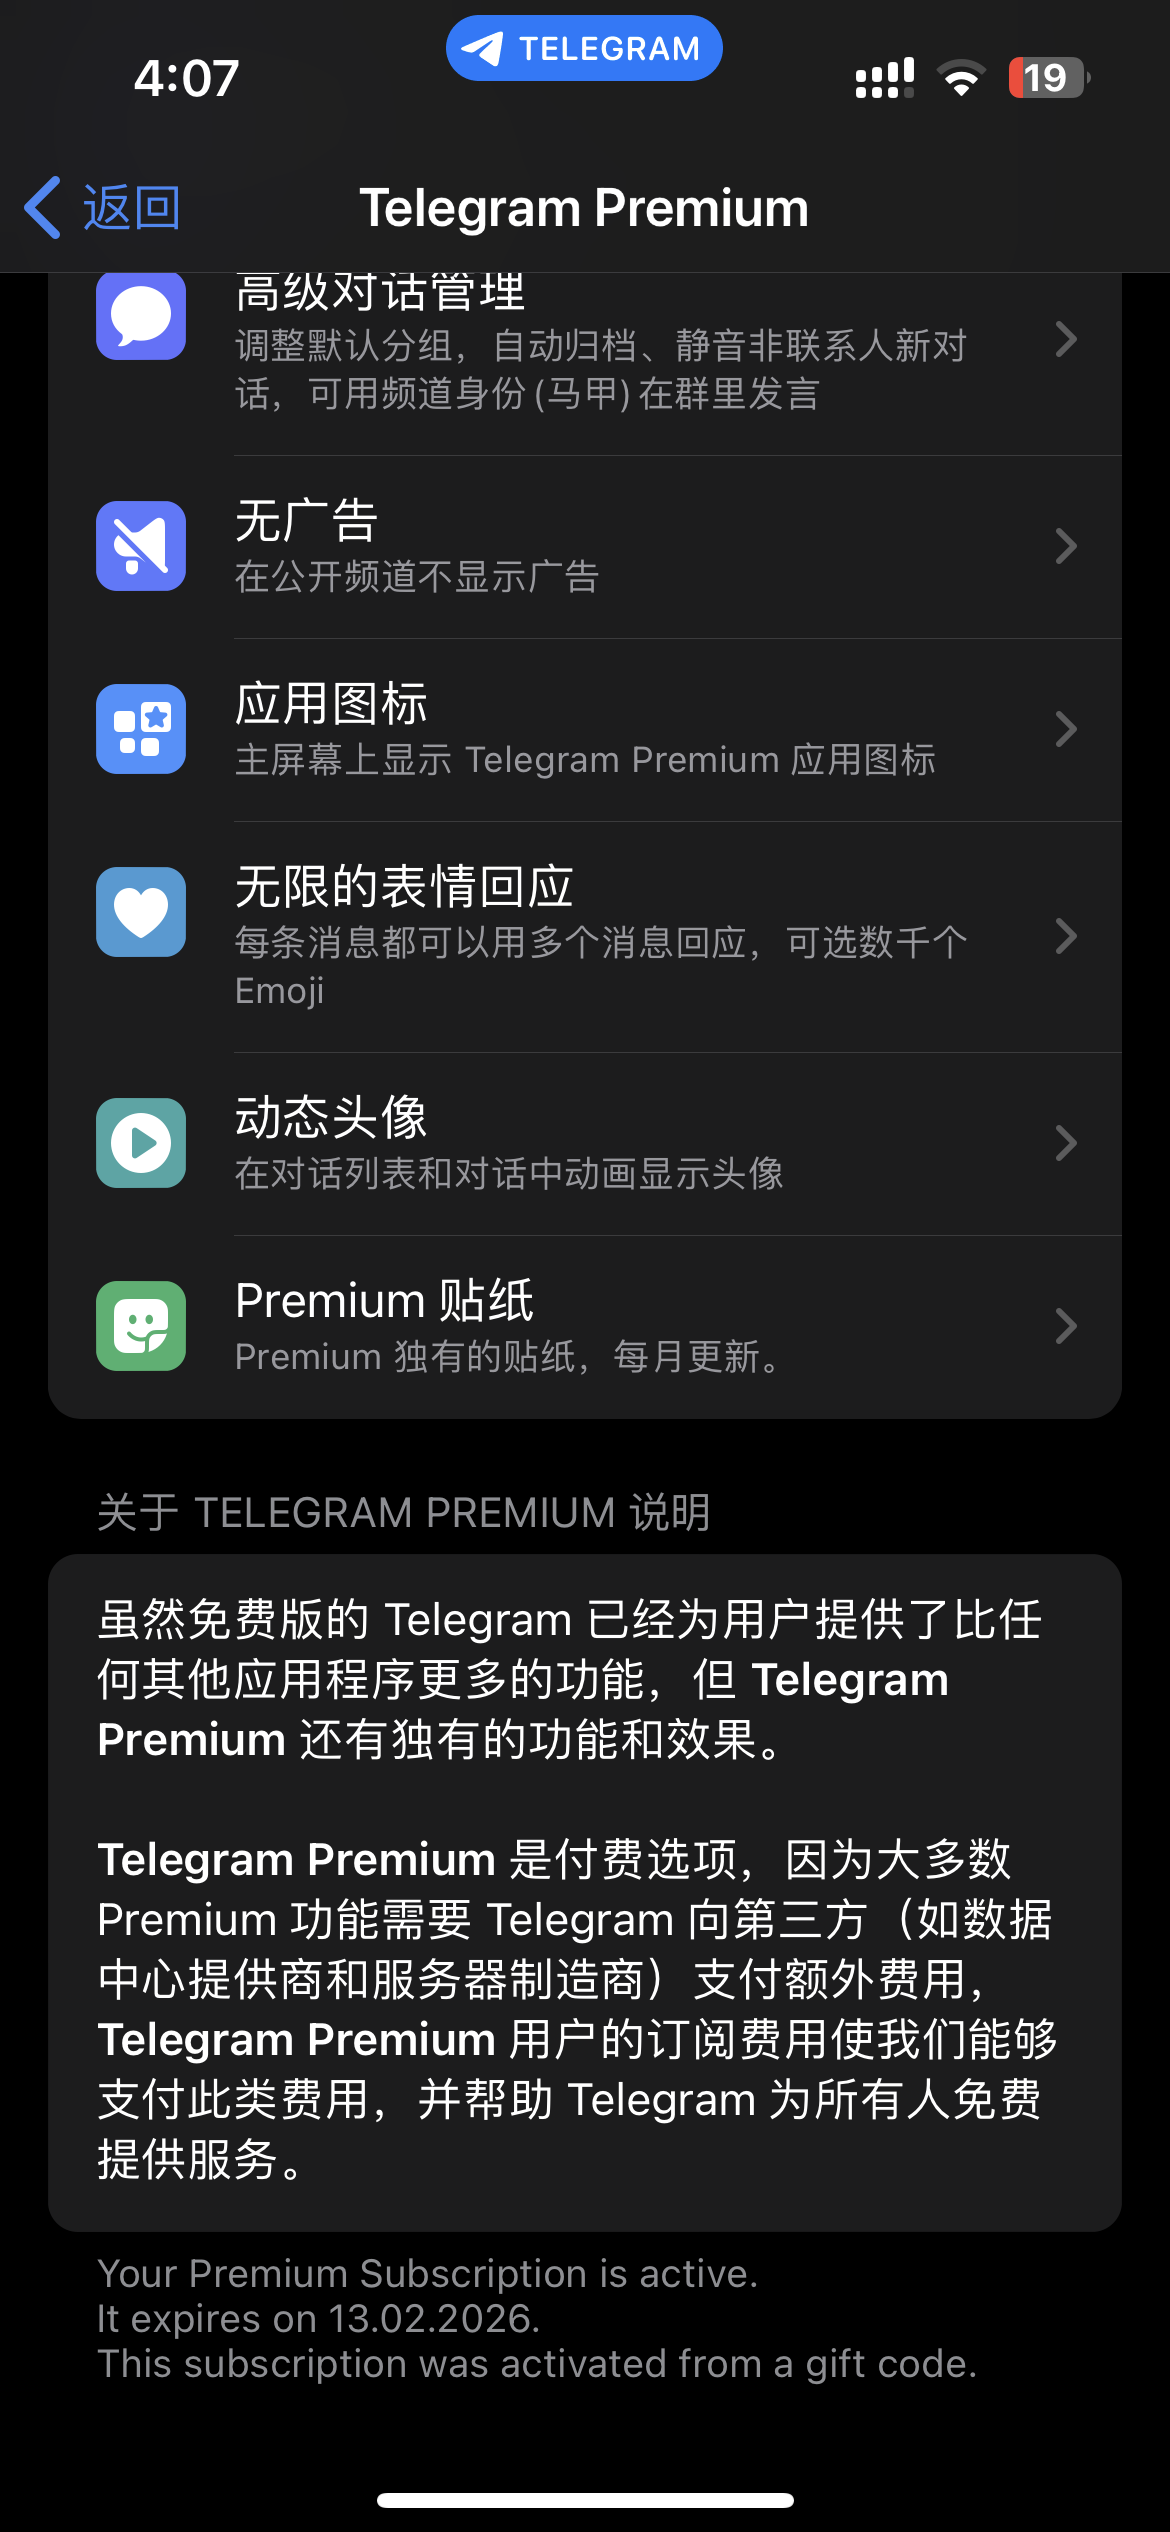 4:07
TELEGRAM
19
返回
Telegram Premium
高级对话管理
调整默认分组，自动归档、静音非联系人新对
话，可用频道身份(马甲)在群里发言
无广告
在公开频道不显示广告
应用图标
主屏幕上显示 Telegram Premium 应用图标
无限的表情回应
每条消息都可以用多个消息回应，可选数千个
Emoji
动态头像
在对话列表和对话中动画显示头像
Premium 贴纸
Premium 独有的贴纸，每月更新。
关于 TELEGRAM PREMIUM 说明
虽然免费版的 Telegram 已经为用户提供了比任
何其他应用程序更多的功能，但 Telegram
Premium 还有独有的功能和效果。
Telegram Premium 是付费选项，因为大多数
Premium 功能需要 Telegram 向第三方（如数据
中心提供商和服务器制造商）支付额外费用，
Telegram Premium 用户的订阅费用使我们能够
支付此类费用，并帮助 Telegram 为所有人免费
提供服务。
Your Premium Subscription is active.
It expires on 13.02.2026.
This subscription was activated from a gift code.